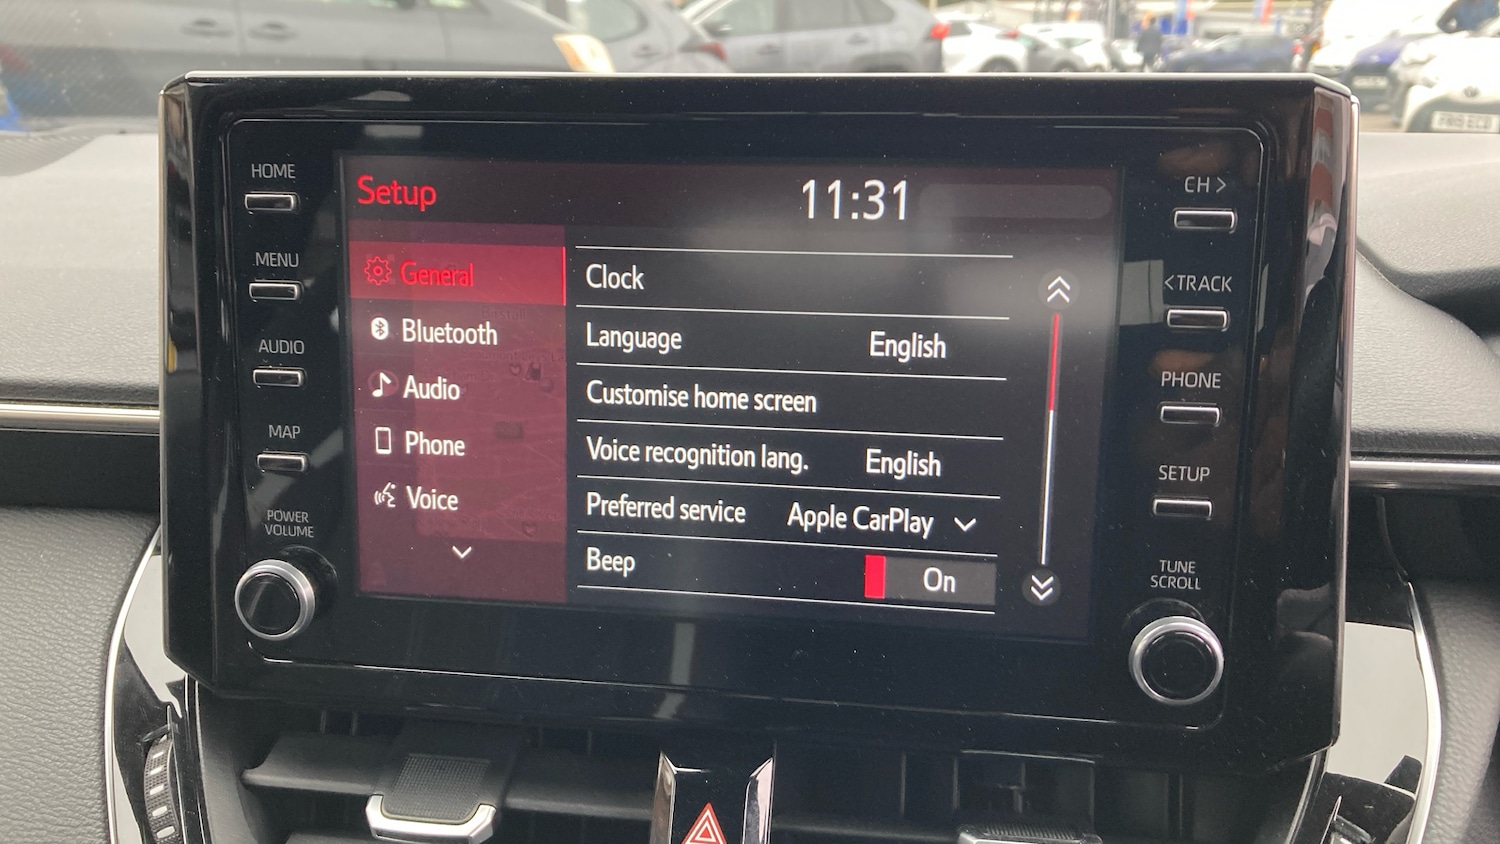 HOME
MENU
AUDIO
MAP
POWER
VOLUME
Setup
11:31
General
Bluetooth
Audio
Phone
Voice
Clock
Language English
Customise home screen
Voice recognition lang. English
Preferred service Apple CarPlay
Beep On
CH >
<TRACK
PHONE
SETUP
TUNE
SCROLL